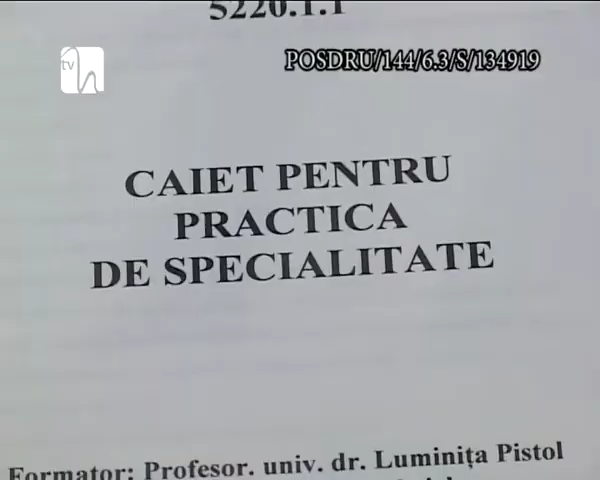 5220.1.1
tv
POSDRU/144/6.3/S/134919
CAIET PENTRU
PRACTICA
DE SPECIALITATE
Formator: Profesor. univ. dr. Luminița Pistol